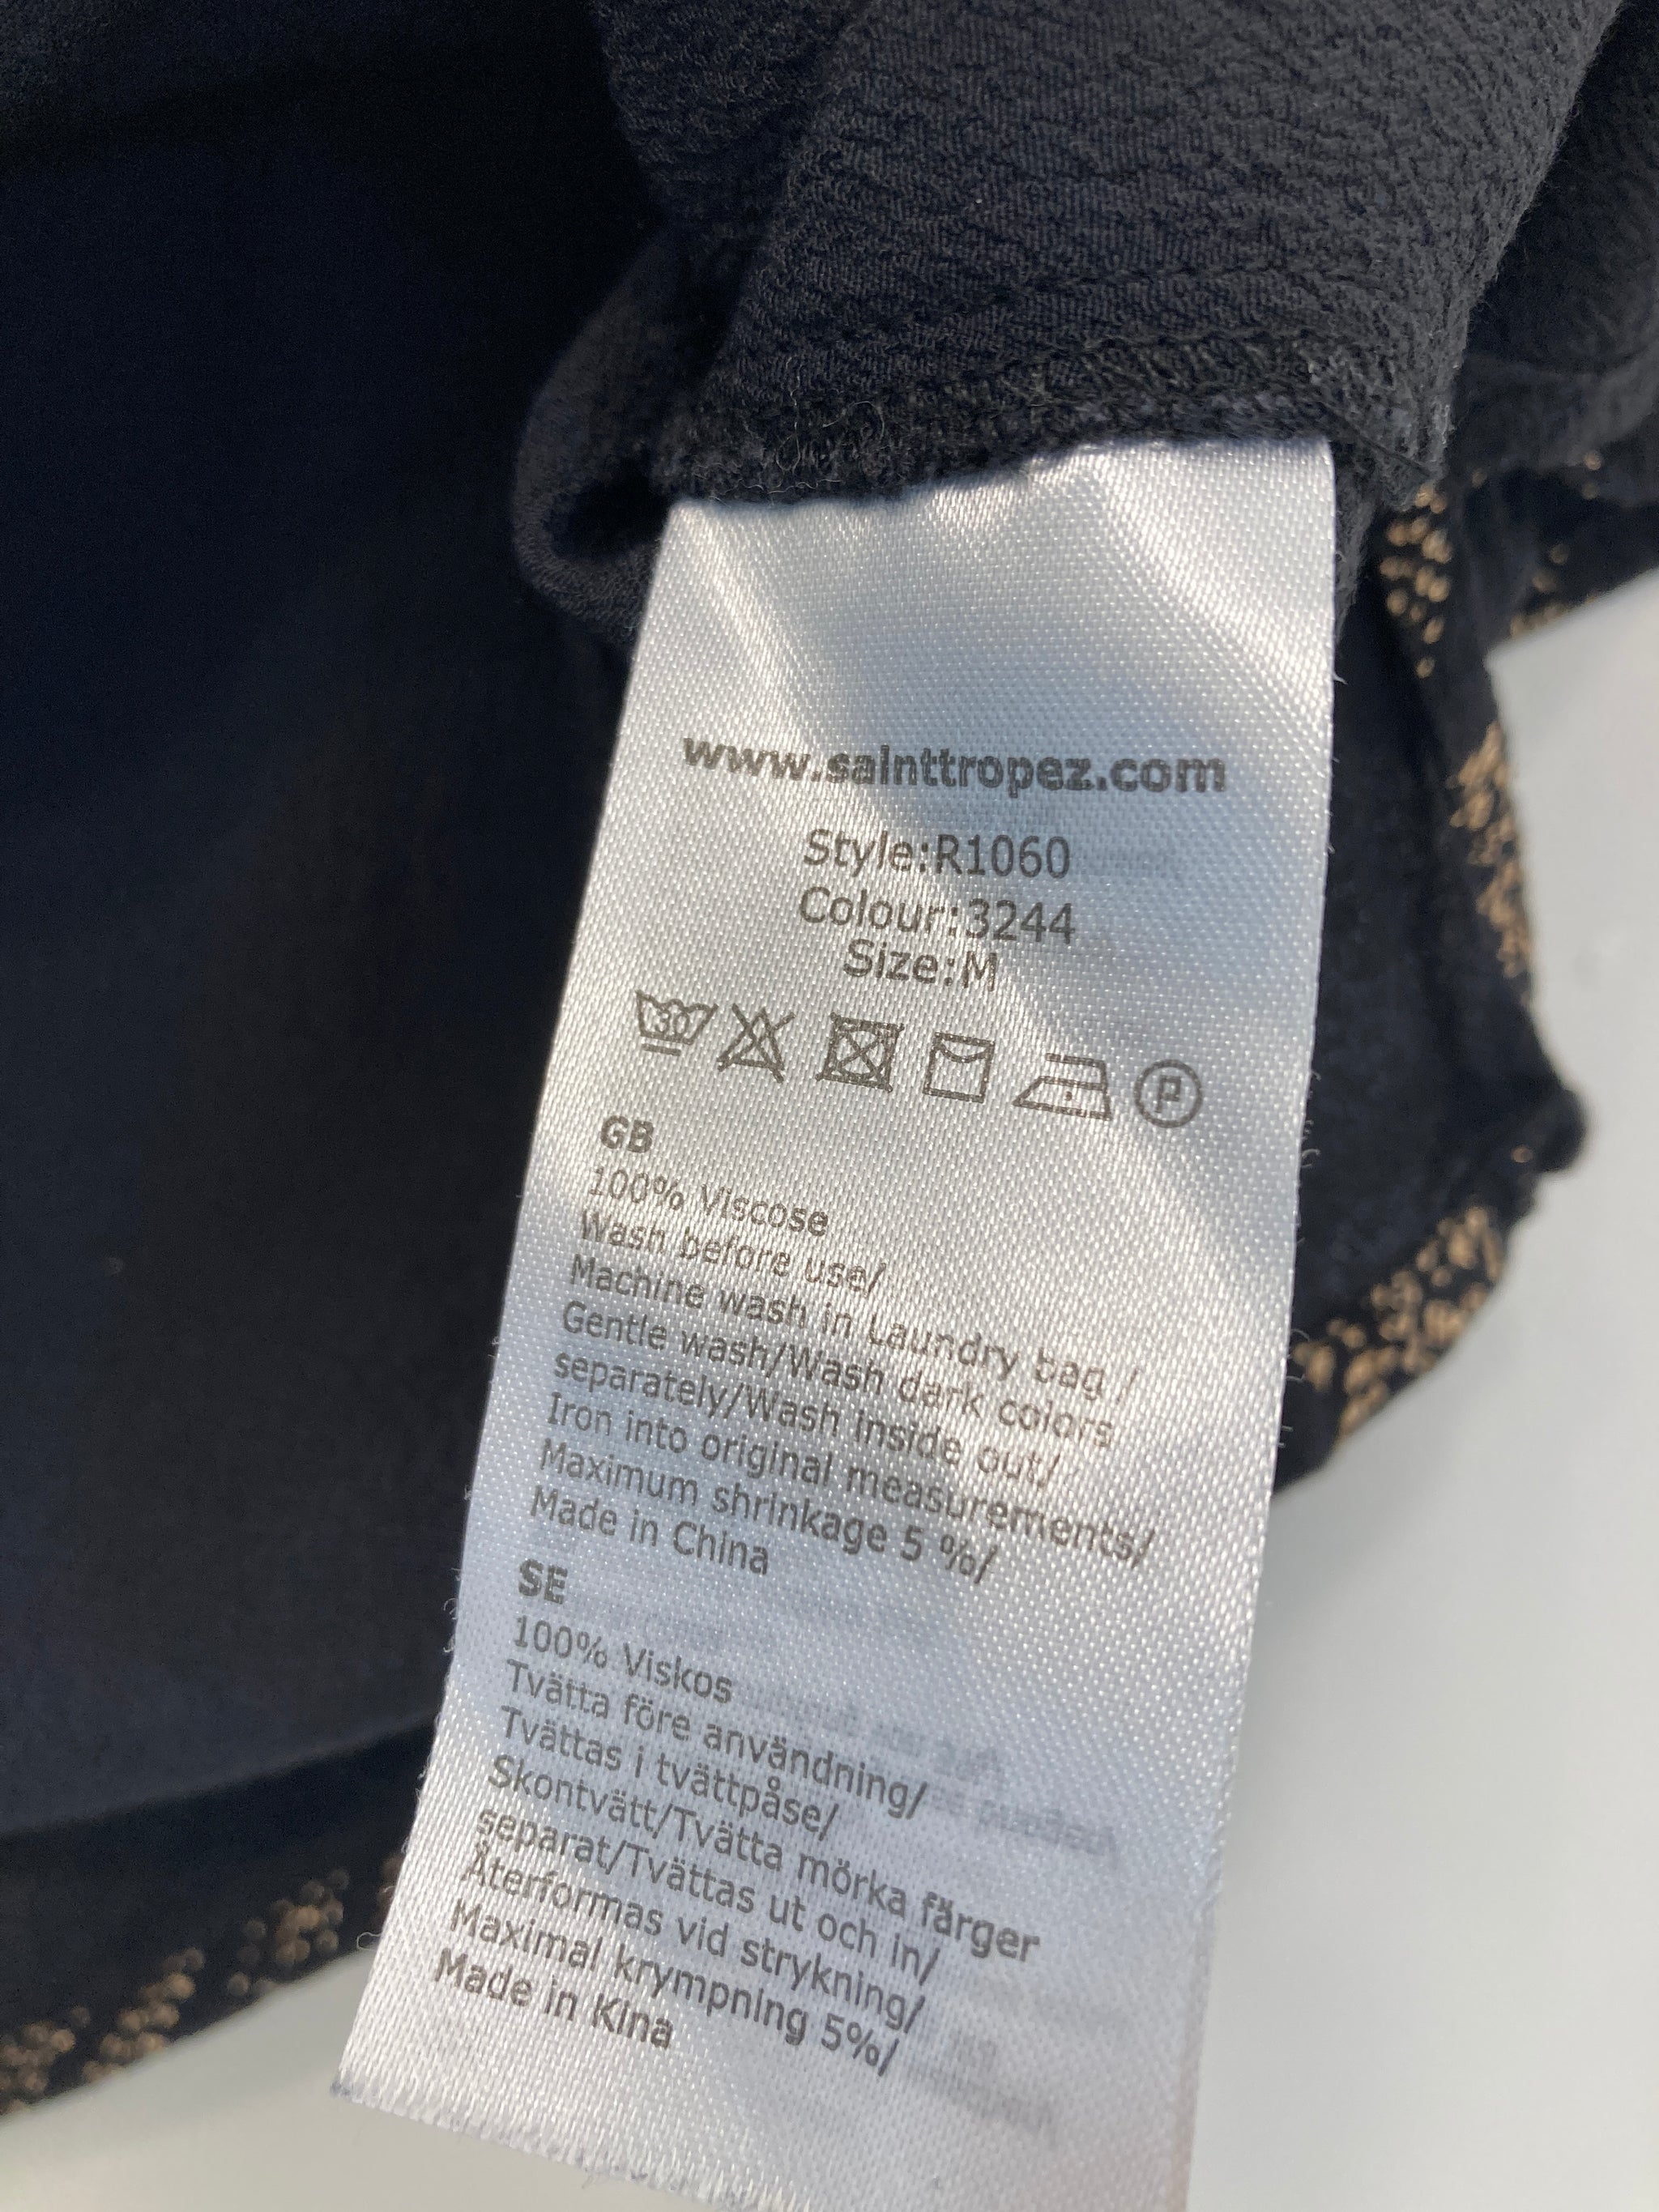 www.sainttropez.com
Style:R1060
Colour:3244
Size:M
30
P
GB
100% Viscose
Wash before use/
Machine wash in Laundry bag /
Gentle wash/Wash dark colors
separately/Wash inside out/
Iron into original measurements/
Maximum shrinkage 5 %/
Made in China
SE
100% Viskos
Tvätta före användning/
Tvättas i tvättpåse/
Skontvätt/Tvätta mörka färger
separat/Tvättas ut och in/
Återformas vid strykning/
Maximal krympning 5%/
Made in Kina